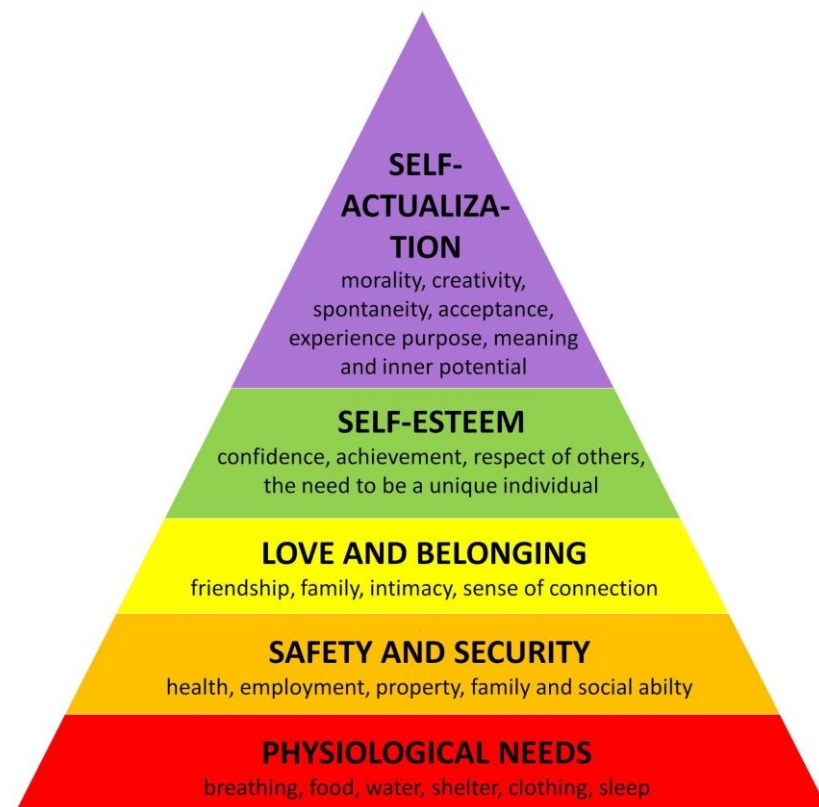 SELF-
ACTUALIZA-
TION
morality, creativity,
spontaneity, acceptance,
experience purpose, meaning
and inner potential
SELF-ESTEEM
confidence, achievement, respect of others,
the need to be a unique individual
LOVE AND BELONGING
friendship, family, intimacy, sense of connection
SAFETY AND SECURITY
health, employment, property, family and social abilty
PHYSIOLOGICAL NEEDS
breathing, food, water, shelter, clothing, sleep